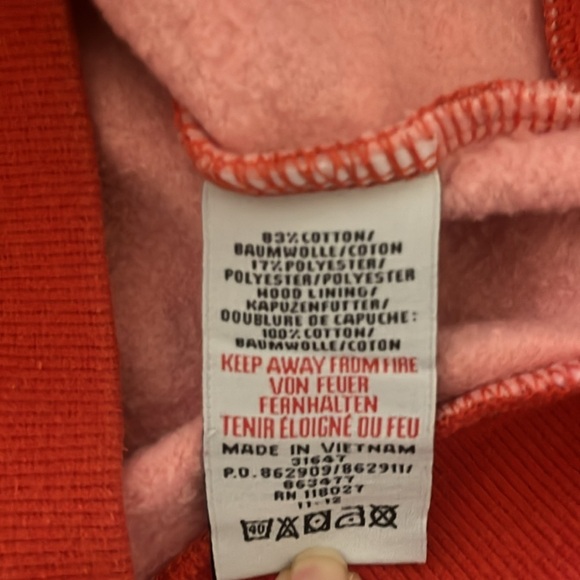 83% COTTON/
BAUMWOLLE/COTON
17% POLYESTER/
POLYESTER/POLYESTER
HOOD LINING/
KAPUZENFUTTER/
DOUBLURE DE CAPUCHE:
100% COTTON/
BAUMWOLLE/COTON
KEEP AWAY FROM FIRE
VON FEUER
FERNHALTEN
TENIR ÉLOIGNÉ DU FEU
MADE IN VIETNAM
31647
P.O. 862909/862911/
863477
RN 118027
11-12
40